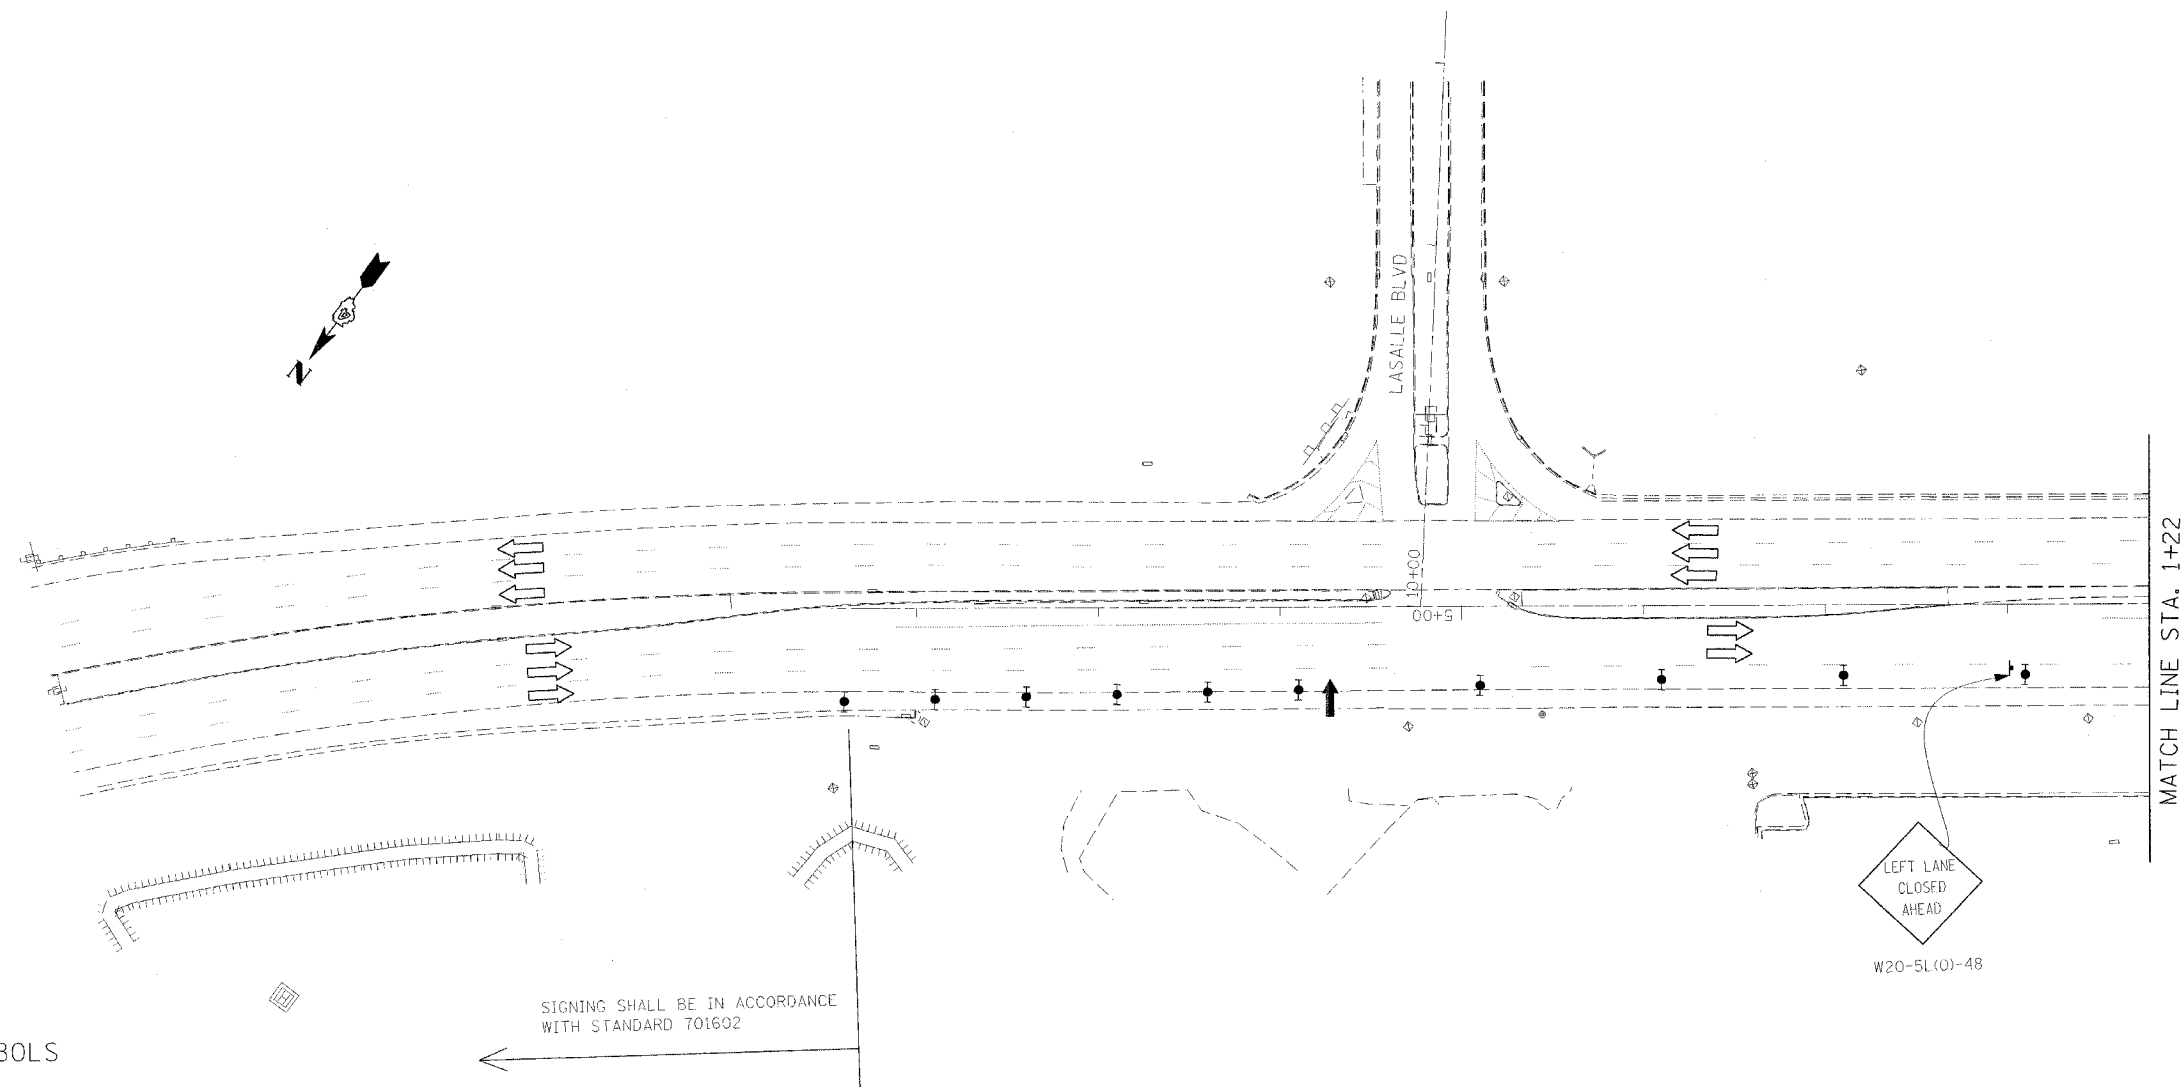 N
LASALLE BLVD
10+00
5+00
MATCH LINE STA. 1+22
LEFT LANE
CLOSED
AHEAD
W20-5L(O)-48
SIGNING SHALL BE IN ACCORDANCE
WITH STANDARD 701602
BOLS
H